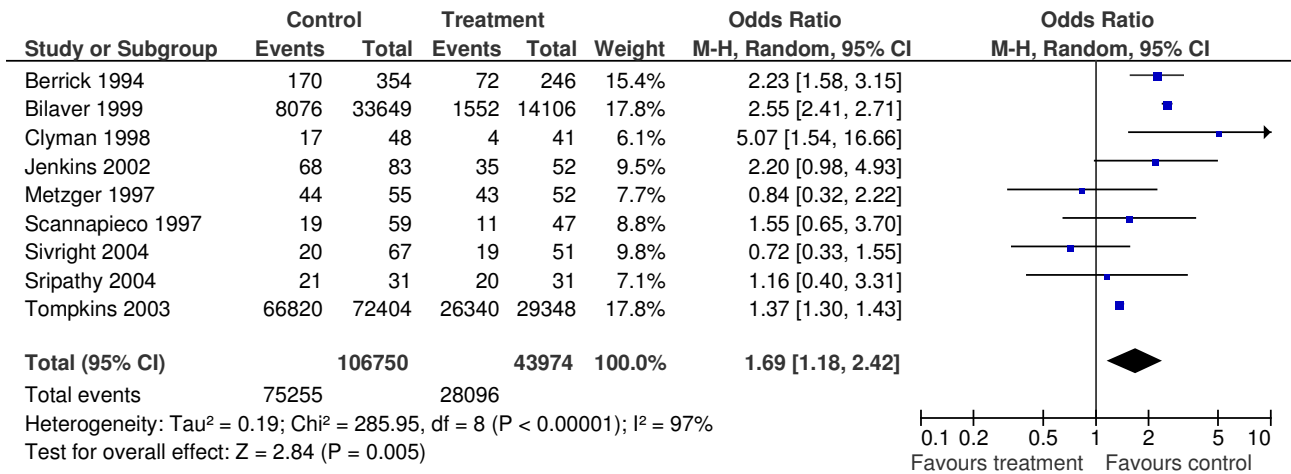 Control Treatment Odds Ratio Odds Ratio
Study or Subgroup Events Total Events Total Weight M-H, Random, 95% CI M-H, Random, 95% CI
Berrick 1994 170 354 72 246 15.4% 2.23 [1.58, 3.15]
Bilaver 1999 8076 33649 1552 14106 17.8% 2.55 [2.41, 2.71]
Clyman 1998 17 48 4 41 6.1% 5.07 [1.54, 16.66]
Jenkins 2002 68 83 35 52 9.5% 2.20 [0.98, 4.93]
Metzger 1997 44 55 43 52 7.7% 0.84 [0.32, 2.22]
Scannapieco 1997 19 59 11 47 8.8% 1.55 [0.65, 3.70]
Sivright 2004 20 67 19 51 9.8% 0.72 [0.33, 1.55]
Sripathy 2004 21 31 20 31 7.1% 1.16 [0.40, 3.31]
Tompkins 2003 66820 72404 26340 29348 17.8% 1.37 [1.30, 1.43]
Total (95% CI) 106750 43974 100.0% 1.69 [1.18, 2.42]
Total events 75255 28096
Heterogeneity: Tau² = 0.19; Chi² = 285.95, df = 8 (P < 0.00001); I² = 97%
Test for overall effect: Z = 2.84 (P = 0.005)
0.1 0.2 0.5 1 2 5 10
Favours treatment Favours control